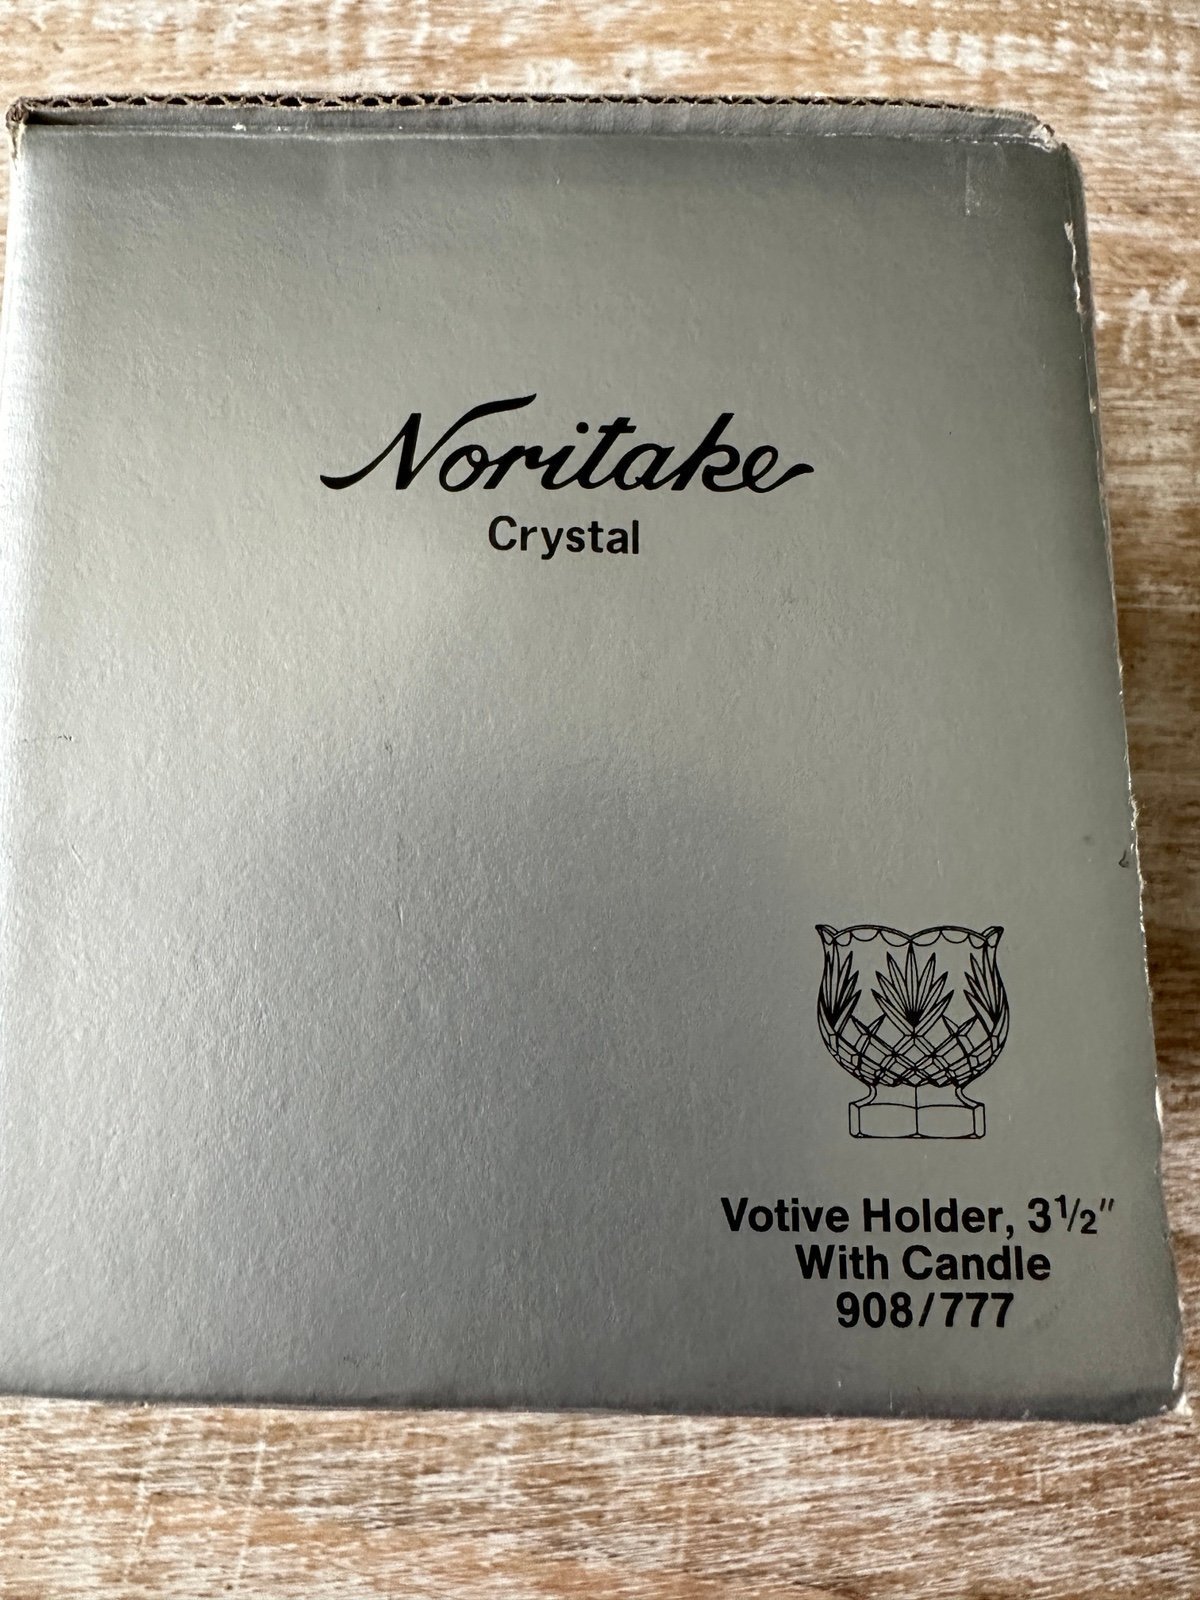 Noritake
Crystal
Votive Holder, 3½"
With Candle
908/777